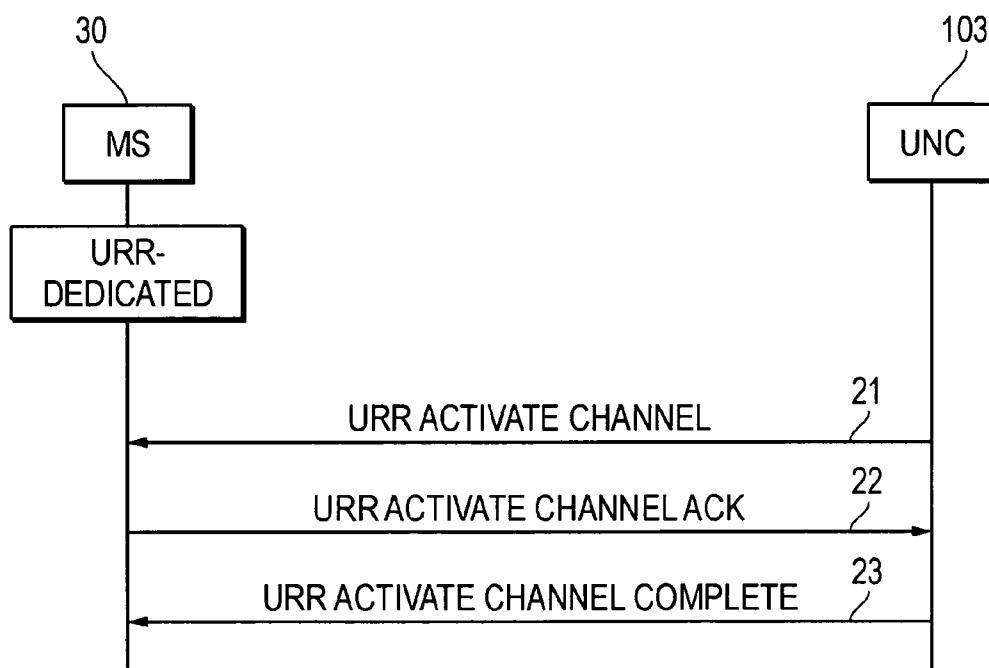 30
103
MS
UNC
URR-
DEDICATED
21
URR ACTIVATE CHANNEL
22
URR ACTIVATE CHANNEL ACK
23
URR ACTIVATE CHANNEL COMPLETE